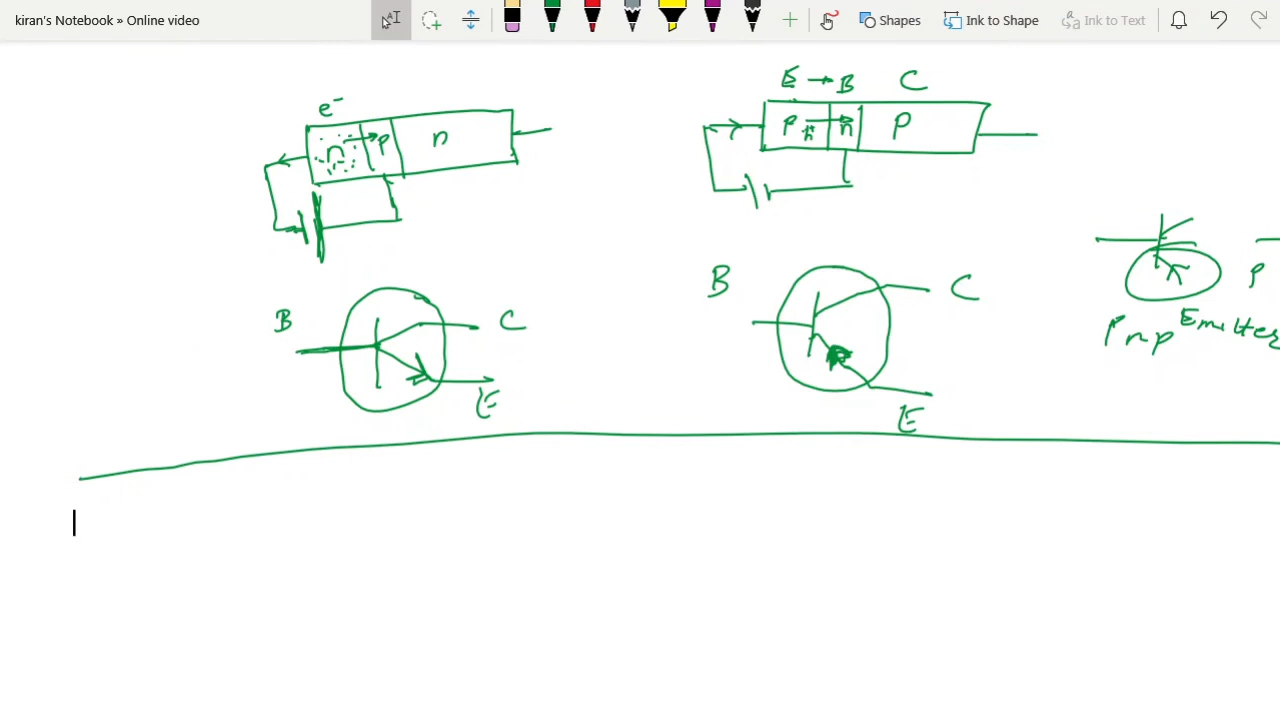 kiran's Notebook » Online video
Shapes
Ink to Shape
Ink to Text
e⁻
n p n
E → B C
p h n P
B C
E
B C
E
P
Pnp Emitter